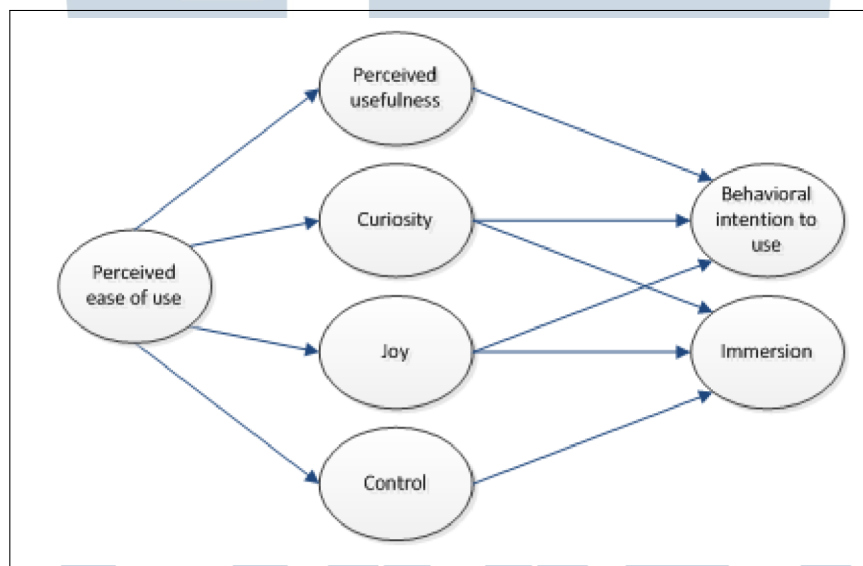 Perceived
usefulness
Curiosity
Behavioral
intention to
use
Perceived
ease of use
Joy
Immersion
Control